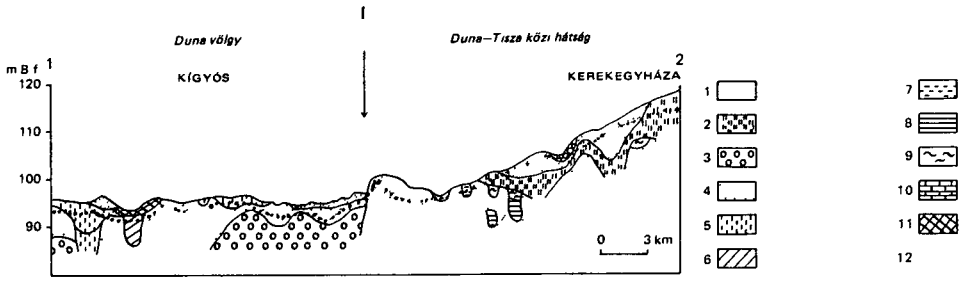 I
Duna völgy
Duna–Tisza közi hátság
m B f
1
2
KÍGYÓS
KEREKEGYHÁZA
120
110
100
90
0 3 km
1
2
3
4
5
6
7
8
9
10
11
12